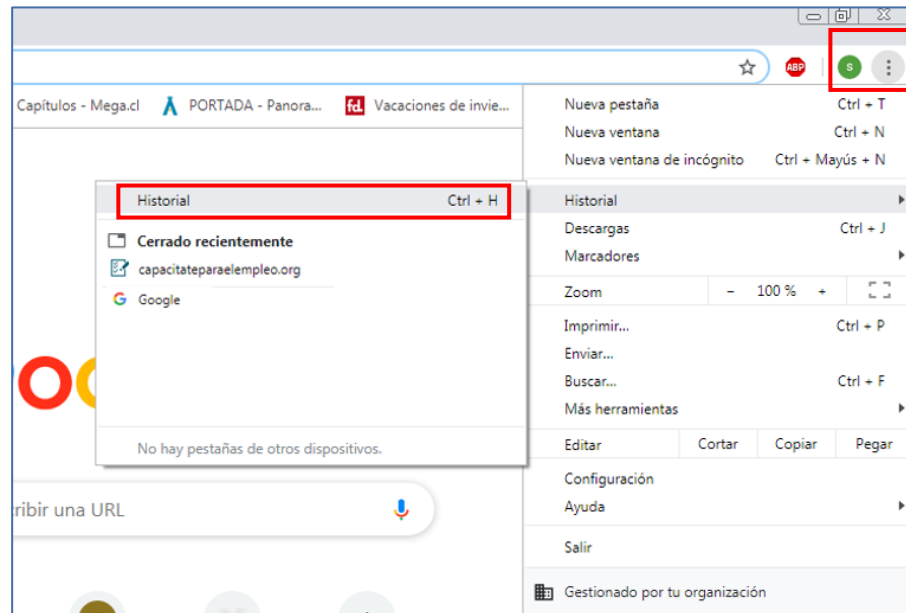 ABP
S
Capítulos - Mega.cl PORTADA - Panora... fd. Vacaciones de invie...
Nueva pestaña Ctrl + T
Nueva ventana Ctrl + N
Nueva ventana de incógnito Ctrl + Mayús + N
Historial
Descargas Ctrl + J
Marcadores
Zoom - 100 % +
Imprimir... Ctrl + P
Enviar...
Buscar... Ctrl + F
Más herramientas
Editar Cortar Copiar Pegar
Configuración
Ayuda
Salir
Gestionado por tu organización
Historial Ctrl + H
Cerrado recientemente
capacitateparaelempleo.org
G Google
No hay pestañas de otros dispositivos.
ribir una URL